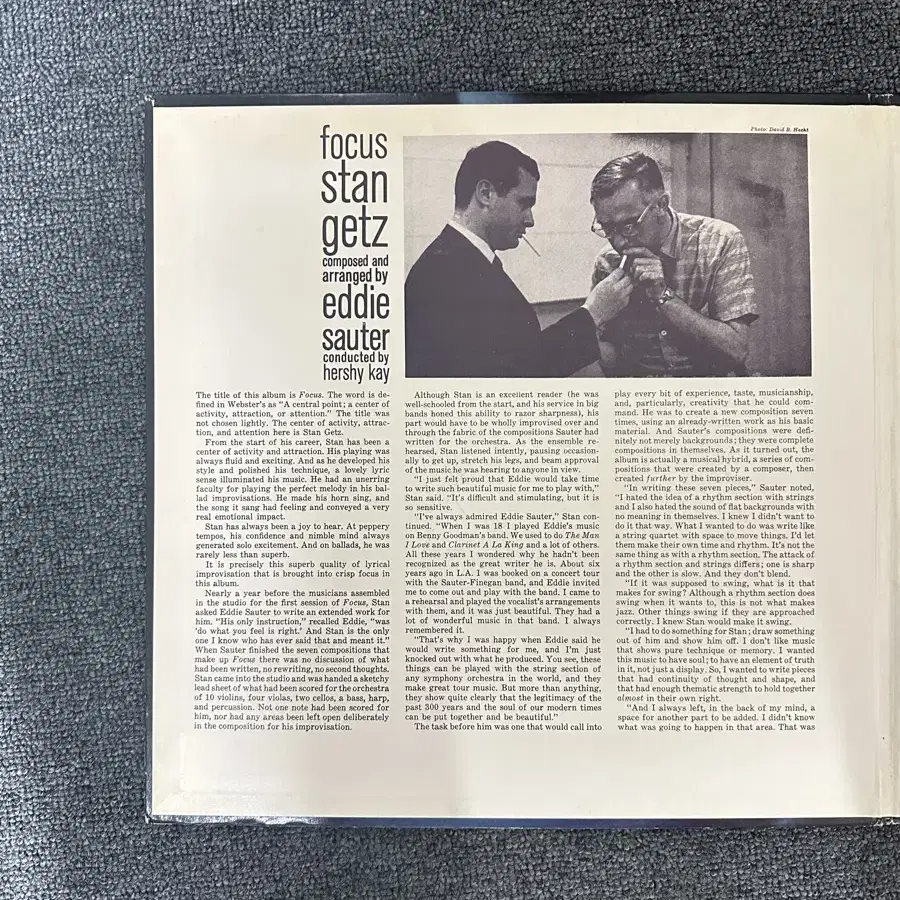 focus
stan
getz
composed and
arranged by
eddie
sauter
conducted by
hershy kay
Photo: David B. Hecht
The title of this album is Focus. The word is de-
fined in Webster's as "A central point; a center of
activity, attraction, or attention." The title was
not chosen lightly. The center of activity, attrac-
tion, and attention here is Stan Getz.
From the start of his career, Stan has been a
center of activity and attraction. His playing was
always fluid and exciting. And as he developed his
style and polished his technique, a lovely lyric
sense illuminated his music. He had an unerring
faculty for playing the perfect melody in his bal-
lad improvisations. He made his horn sing, and
the song it sang had feeling and conveyed a very
real emotional impact.
Stan has always been a joy to hear. At peppery
tempos, his confidence and nimble mind always
generated solo excitement. And on ballads, he was
rarely less than superb.
It is precisely this superb quality of lyrical
improvisation that is brought into crisp focus in
this album.
Nearly a year before the musicians assembled
in the studio for the first session of Focus, Stan
asked Eddie Sauter to write an extended work for
him. "His only instruction," recalled Eddie, "was
'do what you feel is right.' And Stan is the only
one I know who has ever said that and meant it."
When Sauter finished the seven compositions that
make up Focus there was no discussion of what
had been written, no rewriting, no second thoughts.
Stan came into the studio and was handed a sketchy
lead sheet of what had been scored for the orchestra
of 10 violins, four violas, two cellos, a bass, harp,
and percussion. Not one note had been scored for
him, nor had any areas been left open deliberately
in the composition for his improvisation.
Although Stan is an excellent reader (he was
well-schooled from the start, and his service in big
bands honed this ability to razor sharpness), his
part would have to be wholly improvised over and
through the fabric of the compositions Sauter had
written for the orchestra. As the ensemble re-
hearsed, Stan listened intently, pausing occasion-
ally to get up, stretch his legs, and beam approval
of the music he was hearing to anyone in view.
"I just felt proud that Eddie would take time
to write such beautiful music for me to play with,"
Stan said. "It's difficult and stimulating, but it is
so sensitive.
"I've always admired Eddie Sauter," Stan con-
tinued. "When I was 18 I played Eddie's music
on Benny Goodman's band. We used to do The Man
I Love and Clarinet A La King and a lot of others.
All these years I wondered why he hadn't been
recognized as the great writer he is. About six
years ago in L.A. I was booked on a concert tour
with the Sauter-Finegan band, and Eddie invited
me to come out and play with the band. I came to
a rehearsal and played the vocalist's arrangements
with them, and it was just beautiful. They had a
lot of wonderful music in that band. I always
remembered it.
"That's why I was happy when Eddie said he
would write something for me, and I'm just
knocked out with what he produced. You see, these
things can be played with the string section of
any symphony orchestra in the world, and they
make great tour music. But more than anything,
they show quite clearly that the legitimacy of the
past 300 years and the soul of our modern times
can be put together and be beautiful."
The task before him was one that would call into
play every bit of experience, taste, musicianship,
and, particularly, creativity that he could com-
mand. He was to create a new composition seven
times, using an already-written work as his basic
material. And Sauter's compositions were defi-
nitely not merely backgrounds; they were complete
compositions in themselves. As it turned out, the
album is actually a musical hybrid, a series of com-
positions that were created by a composer, then
created further by the improviser.
"In writing these seven pieces," Sauter noted,
"I hated the idea of a rhythm section with strings
and I also hated the sound of flat backgrounds with
no meaning in themselves. I knew I didn't want to
do it that way. What I wanted to do was write like
a string quartet with space to move things. I'd let
them make their own time and rhythm. It's not the
same thing as with a rhythm section. The attack of
a rhythm section and strings differs; one is sharp
and the other is slow. And they don't blend.
"If it was supposed to swing, what is it that
makes for swing? Although a rhythm section does
swing when it wants to, this is not what makes
jazz. Other things swing if they are approached
correctly. I knew Stan would make it swing.
"I had to do something for Stan; draw something
out of him and show him off. I don't like music
that shows pure technique or memory. I wanted
this music to have soul; to have an element of truth
in it, not just a display. So, I wanted to write pieces
that had continuity of thought and shape, and
that had enough thematic strength to hold together
almost in their own right.
"And I always left, in the back of my mind, a
space for another part to be added. I didn't know
what was going to happen in that area. That was